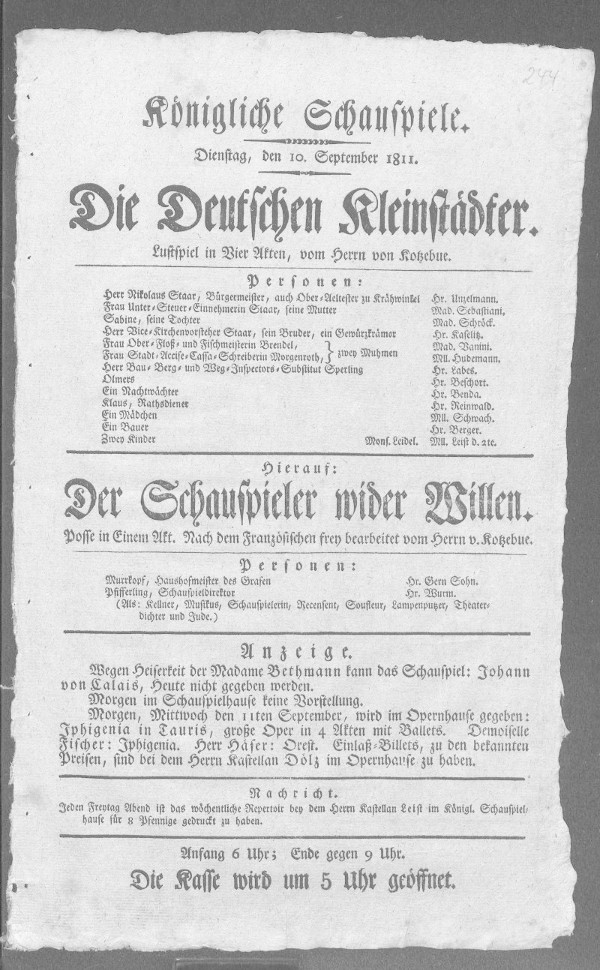 244
Königliche Schauspiele.
Dienstag, den 10. September 1811.
Die Deutschen Kleinstädter.
Lustspiel in Vier Akten, vom Herrn von Kotzebue.
Personen:
Herr Nikolaus Staar, Bürgermeister, auch Ober-Aeltester zu Krähwinkel Hr. Unzelmann.
Frau Unter-Steuer-Einnehmerin Staar, seine Mutter Mad. Sebastiani.
Sabine, seine Tochter Mad. Schröck.
Herr Vice-Kirchenvorsteher Staar, sein Bruder, ein Gewürzkrämer Hr. Kaselitz.
Frau Ober-Floß- und Fischmeisterin Brendel, Mad. Vanini.
Frau Stadt-Accise-Cassa-Schreiberin Morgenroth, } zwey Muhmen Mll. Hudemann.
Herr Bau- Berg- und Weg-Inspectors-Substitut Sperling Hr. Labes.
Olmers Hr. Beschort.
Ein Nachtwächter Hr. Benda.
Klaus, Rathsdiener Hr. Reinwald.
Ein Mädchen Mll. Schwach.
Ein Bauer Hr. Berger.
Zwey Kinder Mons. Leidel. Mll. Leist d. 2te.
Hierauf:
Der Schauspieler wider Willen.
Posse in Einem Akt. Nach dem Französischen frey bearbeitet vom Herrn v. Kotzebue.
Personen:
Murrkopf, Haushofmeister des Grafen Hr. Gern Sohn.
Pfifferling, Schauspieldirektor Hr. Wurm.
(Als: Kellner, Musikus, Schauspielerin, Recensent, Soufleur, Lampenputzer, Theater-
dichter und Jude.)
Anzeige.
Wegen Heiserkeit der Madame Bethmann kann das Schauspiel: Johann
von Calais, Heute nicht gegeben werden.
Morgen im Schauspielhause keine Vorstellung.
Morgen, Mittwoch den 11ten September, wird im Opernhause gegeben:
Iphigenia in Tauris, große Oper in 4 Akten mit Ballets. Demoiselle
Fischer: Iphigenia. Herr Häser: Orest. Einlaß-Billets, zu den bekannten
Preisen, sind bei dem Herrn Kastellan Dölz im Opernhause zu haben.
Nachricht.
Jeden Freytag Abend ist das wöchentliche Repertoir bey dem Herrn Kastellan Leist im Königl. Schauspiel-
hause für 8 Pfennige gedruckt zu haben.
Anfang 6 Uhr; Ende gegen 9 Uhr.
Die Kasse wird um 5 Uhr geöffnet.